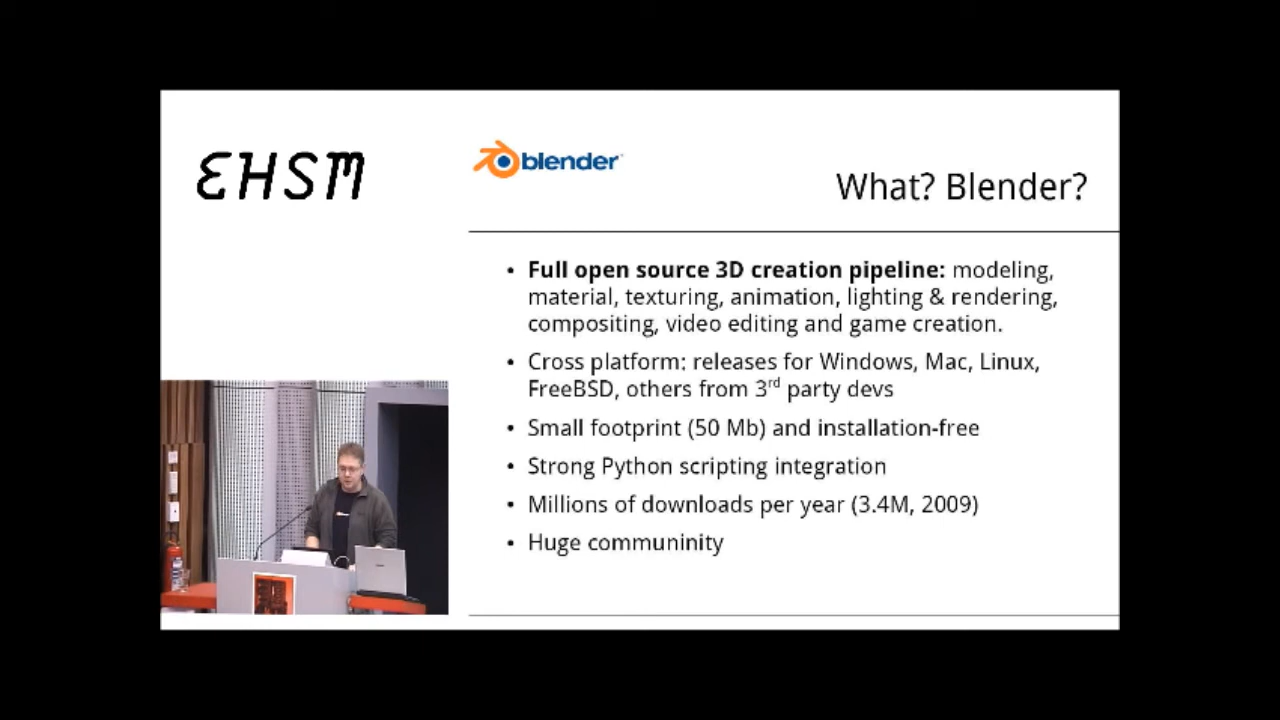 EHSM
blender
What? Blender?
• Full open source 3D creation pipeline: modeling,
material, texturing, animation, lighting & rendering,
compositing, video editing and game creation.
• Cross platform: releases for Windows, Mac, Linux,
FreeBSD, others from 3rd party devs
• Small footprint (50 Mb) and installation-free
• Strong Python scripting integration
• Millions of downloads per year (3.4M, 2009)
• Huge communinity